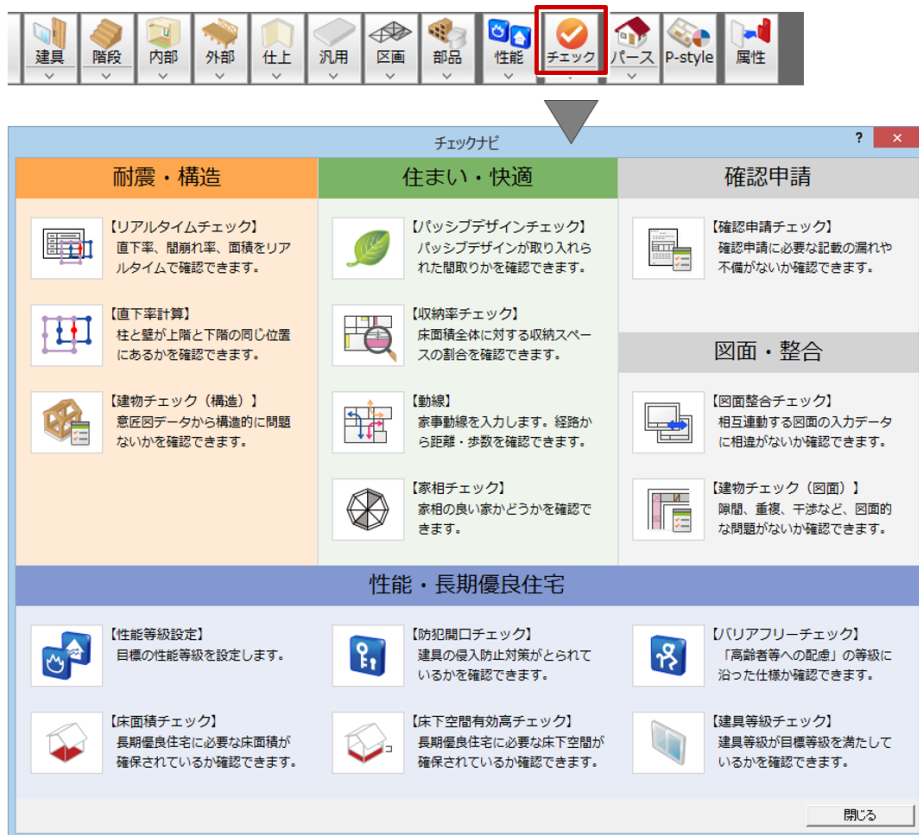 建具 階段 内部 外部 仕上 汎用 区画 部品 性能 チェック パース P-style 属性
チェックナビ
?
×
耐震・構造
【リアルタイムチェック】
直下率、間崩れ率、面積をリア
ルタイムで確認できます。
【直下率計算】
柱と壁が上階と下階の同じ位置
にあるかを確認できます。
【建物チェック（構造）】
意匠図データから構造的に問題
ないかを確認できます。
住まい・快適
【パッシブデザインチェック】
パッシブデザインが取り入れら
れた間取りかを確認できます。
【収納率チェック】
床面積全体に対する収納スペー
スの割合を確認できます。
【動線】
家事動線を入力します。経路か
ら距離・歩数を確認できます。
【家相チェック】
家相の良い家かどうかを確認で
きます。
確認申請
【確認申請チェック】
確認申請に必要な記載の漏れや
不備がないか確認できます。
図面・整合
【図面整合チェック】
相互連動する図面の入力データ
に相違がないか確認できます。
【建物チェック（図面）】
隙間、重複、干渉など、図面的
な問題がないか確認できます。
性能・長期優良住宅
【性能等級設定】
目標の性能等級を設定します。
【防犯開口チェック】
建具の侵入防止対策がとられて
いるかを確認できます。
【バリアフリーチェック】
「高齢者等への配慮」の等級に
沿った仕様か確認できます。
【床面積チェック】
長期優良住宅に必要な床面積が
確保されているか確認できます。
【床下空間有効高チェック】
長期優良住宅に必要な床下空間が
確保されているか確認できます。
【建具等級チェック】
建具等級が目標等級を満たして
いるかを確認できます。
閉じる